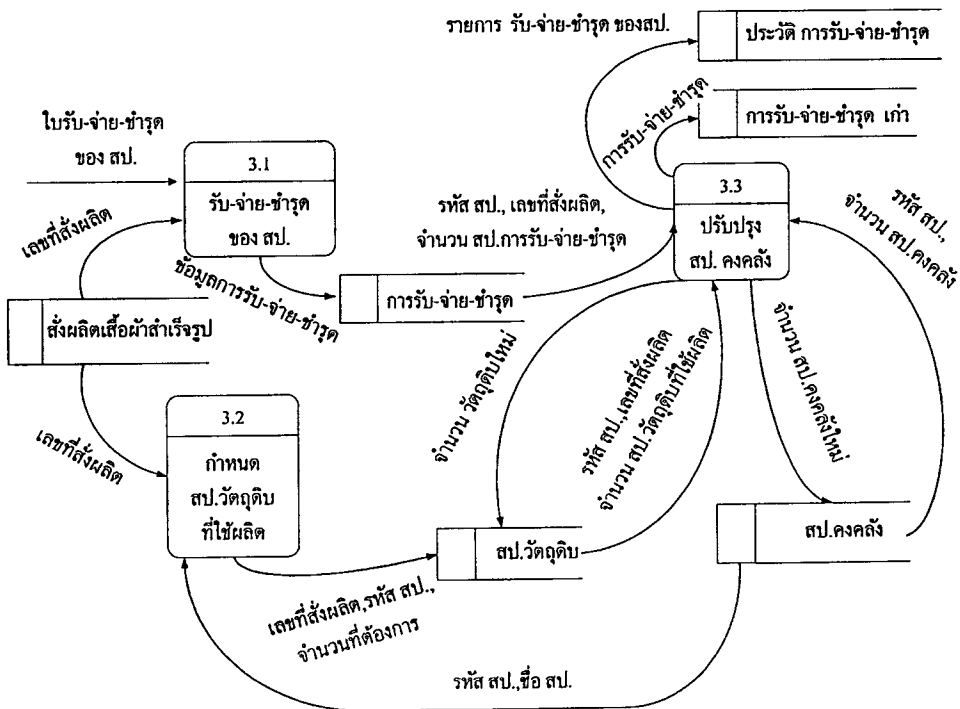 รายการ รับ-จ่าย-ชำรุด ของสป.
ประวัติ การรับ-จ่าย-ชำรุด
การรับ-จ่าย-ชำรุด
การรับ-จ่าย-ชำรุด เก่า
ใบรับ-จ่าย-ชำรุด
ของ สป.
3.1
รับ-จ่าย-ชำรุด
ของ สป.
เลขที่สั่งผลิต
รหัส สป., เลขที่สั่งผลิต,
จำนวน สป.การรับ-จ่าย-ชำรุด
3.3
ปรับปรุง
สป. คงคลัง
รหัส สป.,
จำนวน สป.คงคลัง
ข้อมูลการรับ-จ่าย-ชำรุด
การรับ-จ่าย-ชำรุด
สั่งผลิตเสื้อผ้าสำเร็จรูป
จำนวน วัตถุดิบใหม่
รหัส สป.,เลขที่สั่งผลิต
จำนวน สป.วัตถุดิบที่ใช้ผลิต
จำนวน สป.คงคลังใหม่
เลขที่สั่งผลิต
3.2
กำหนด
สป.วัตถุดิบ
ที่ใช้ผลิต
สป.วัตถุดิบ
สป.คงคลัง
เลขที่สั่งผลิต,รหัส สป.,
จำนวนที่ต้องการ
รหัส สป.,ชื่อ สป.